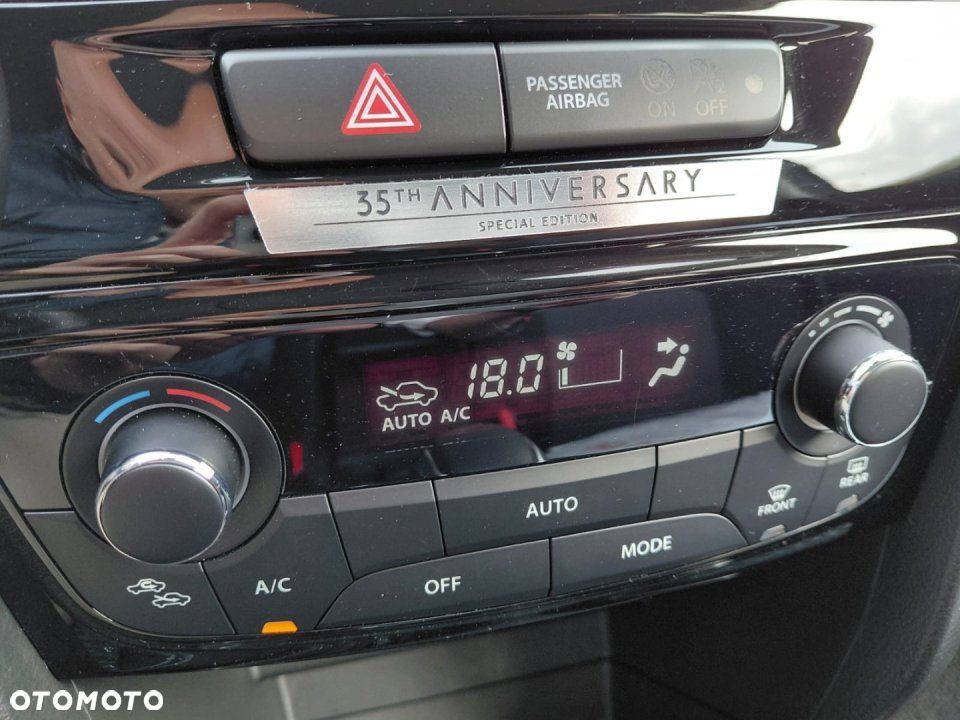 PASSENGER
AIRBAG
ON OFF
35TH ANNIVERSARY
SPECIAL EDITION
18.0
AUTO A/C
AUTO
FRONT
REAR
A/C
OFF
MODE
OTOMOTO